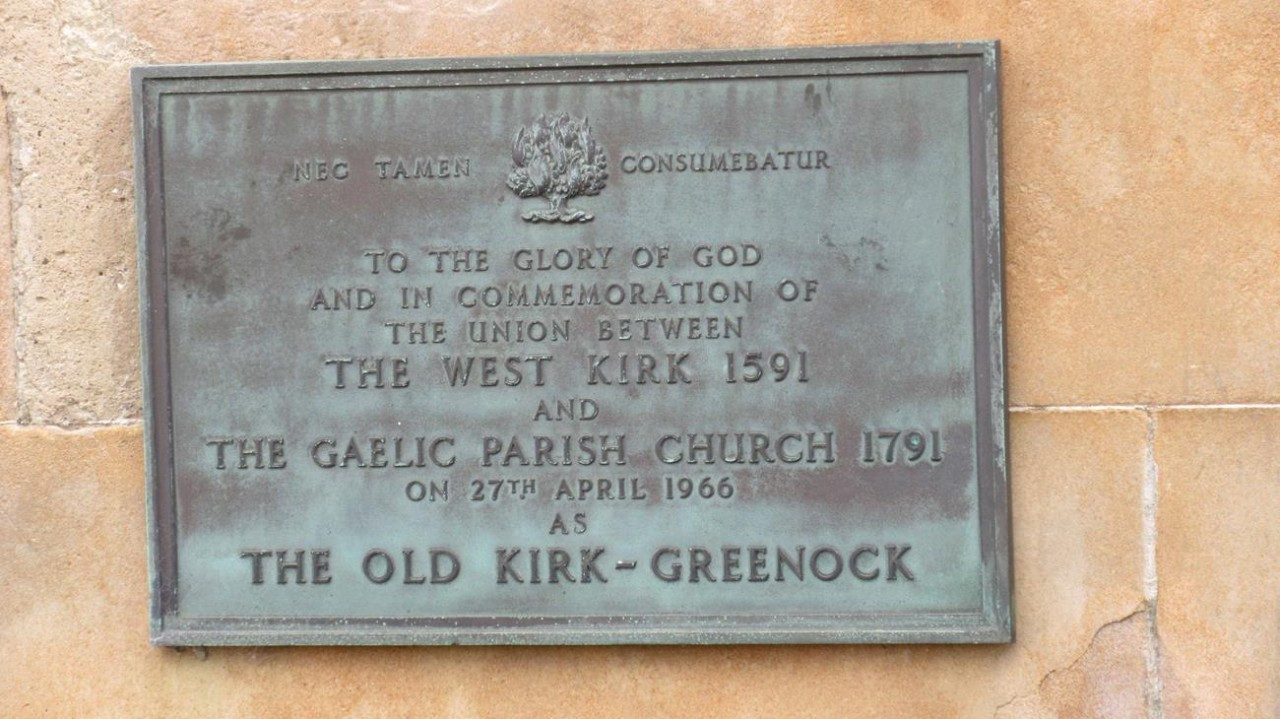 NEC TAMEN CONSUMEBATUR
TO THE GLORY OF GOD
AND IN COMMEMORATION OF
THE UNION BETWEEN
THE WEST KIRK 1591
AND
THE GAELIC PARISH CHURCH 1791
ON 27TH APRIL 1966
AS
THE OLD KIRK-GREENOCK